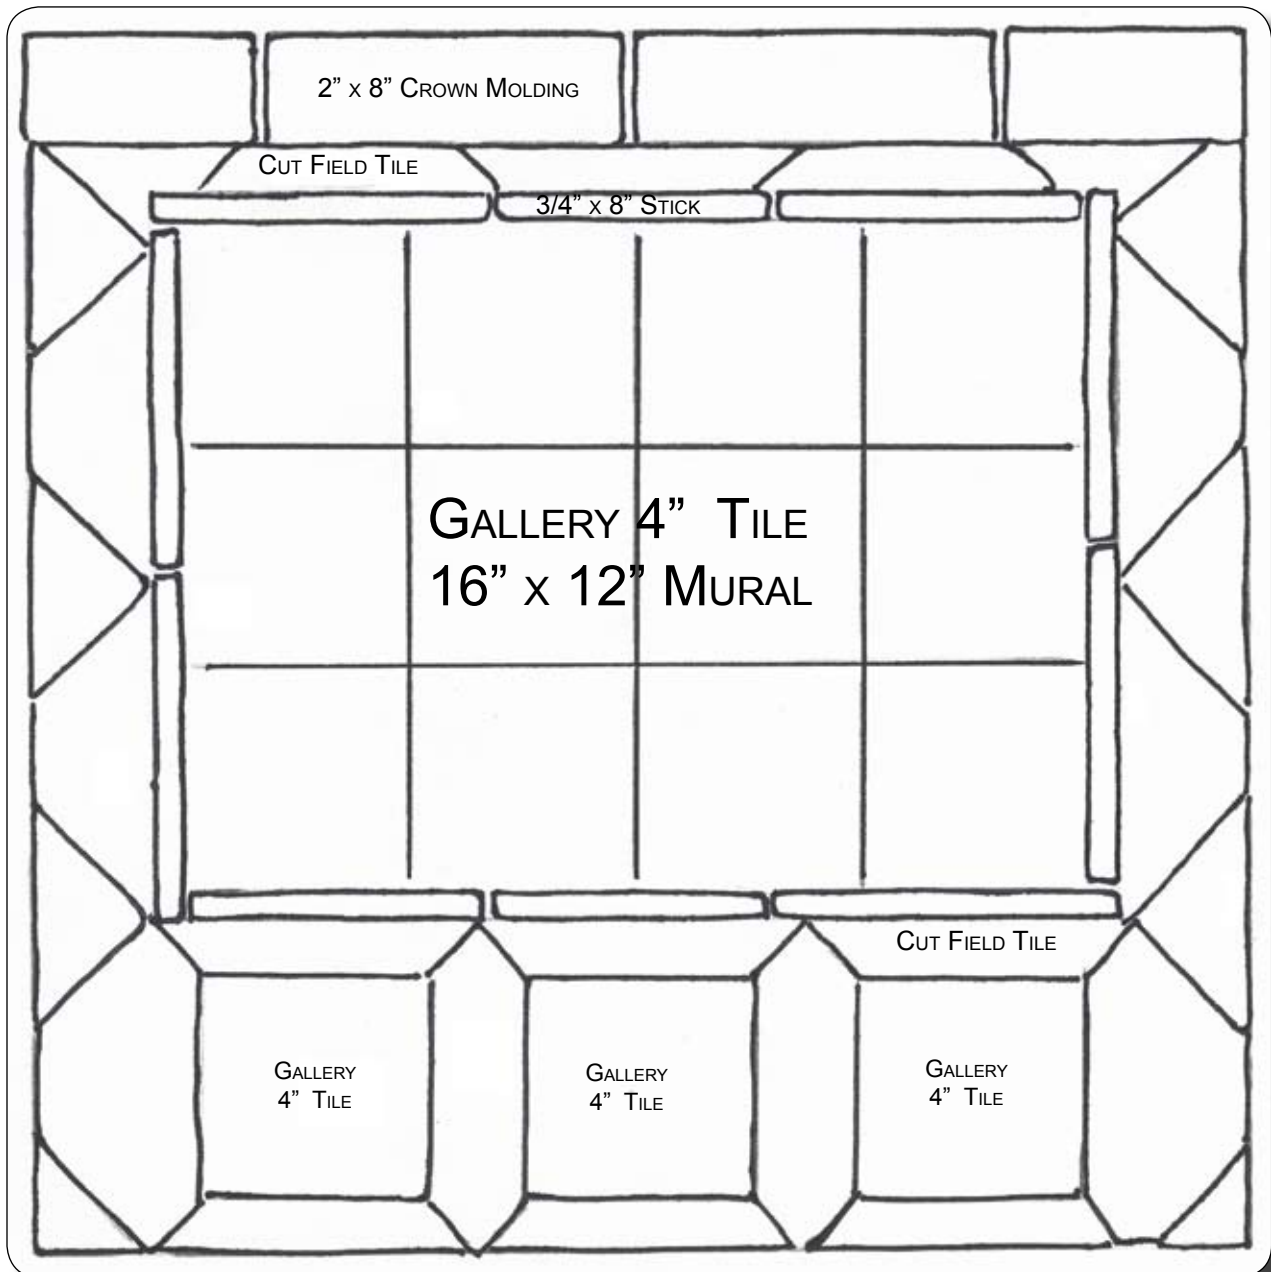 2” x 8” Crown Molding
Cut Field Tile
3/4” x 8” Stick
Gallery 4” Tile
16” x 12” Mural
Cut Field Tile
Gallery
4” Tile
Gallery
4” Tile
Gallery
4” Tile